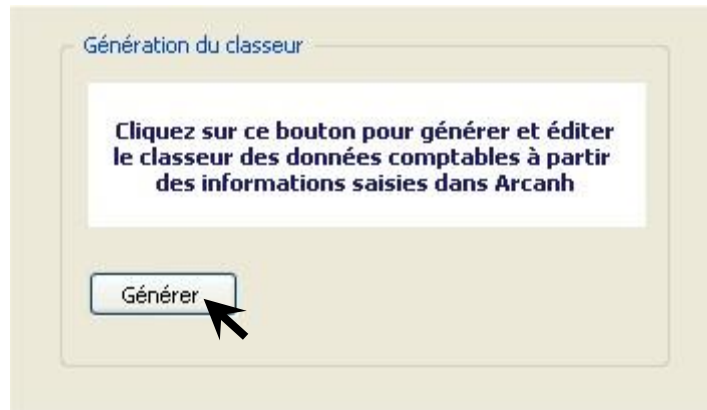 Génération du classeur
Cliquez sur ce bouton pour générer et éditer
le classeur des données comptables à partir
des informations saisies dans Arcanh
Générer